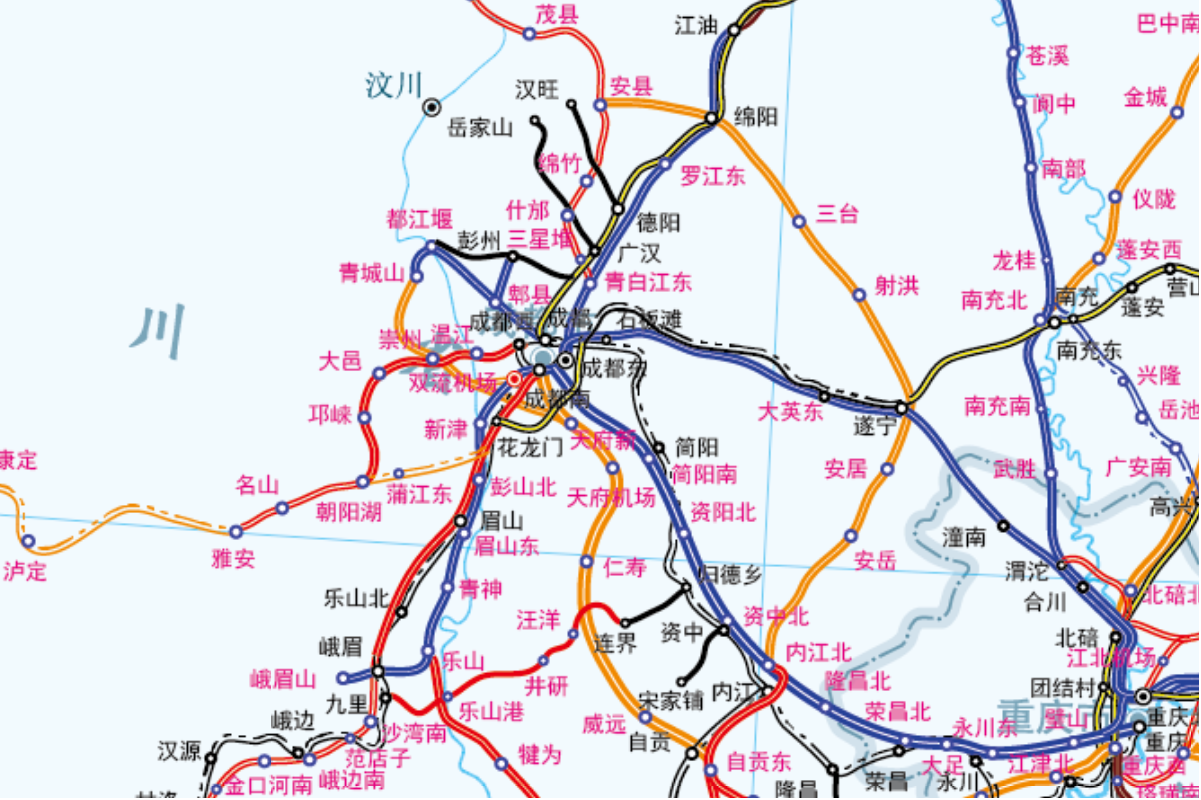 茂县
江油
巴中南
苍溪
汶川
汉旺
安县
阆中
金城
岳家山
绵阳
绵竹
罗江东
南部
仪陇
都江堰
什邡
德阳
三台
彭州
三星堆
广汉
龙桂
蓬安西
青城山
青白江东
射洪
营山
郫县
南充北
南充
蓬安
成都西
成都
石板滩
川
崇州
温江
南充东
大邑
成都东
兴隆
双流机场
成都南
大英东
南充南
岳池
邛崃
新津
遂宁
花龙门
天府新
简阳
康定
安居
武胜
广安南
名山
蒲江东
彭山北
天府机场
简阳南
朝阳湖
资阳北
高兴
眉山
潼南
雅安
眉山东
安岳
泸定
仁寿
归德乡
渭沱
青神
合川
北碚北
乐山北
汪洋
连界
资中
资中北
北碚
峨眉
乐山
内江北
江北机场
峨眉山
井研
宋家铺
内江
隆昌北
团结村
九里
乐山港
荣昌北
重庆市
璧山
重庆
峨边
沙湾南
威远
永川东
汉源
自贡
重庆
范店子
犍为
自贡东
大足
江津北
重庆西
金口河南
峨边南
隆昌
荣昌
永川
珞璜南